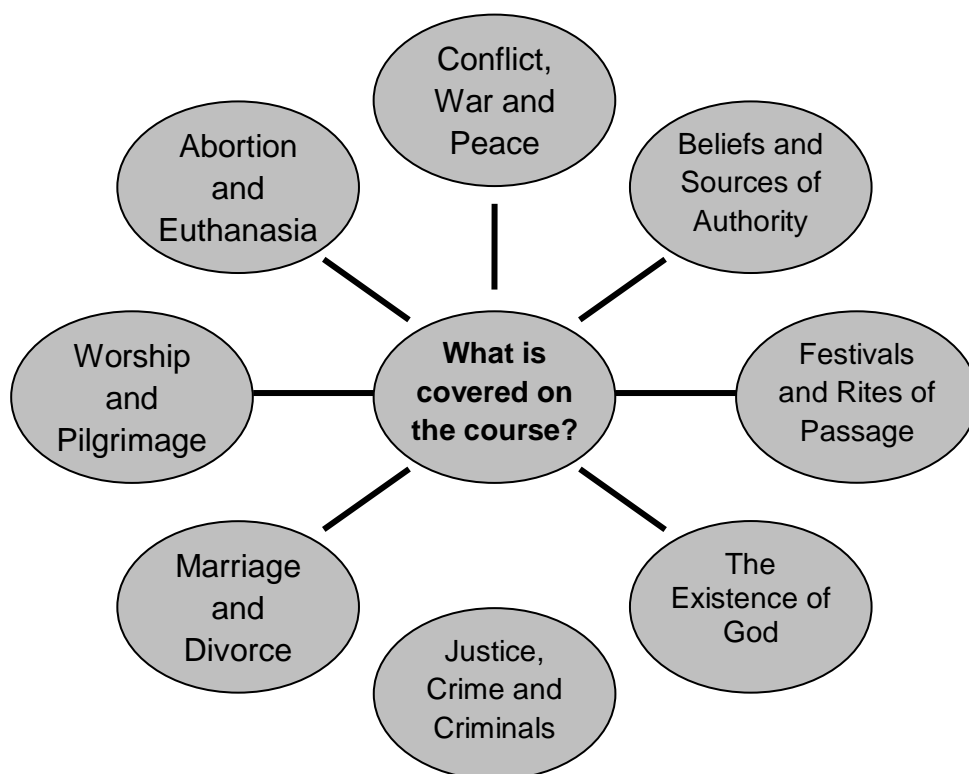 Conflict,
War and
Peace
Abortion
and
Euthanasia
Beliefs and
Sources of
Authority
Worship
and
Pilgrimage
What is
covered on
the course?
Festivals
and Rites of
Passage
Marriage
and
Divorce
The
Existence of
God
Justice,
Crime and
Criminals